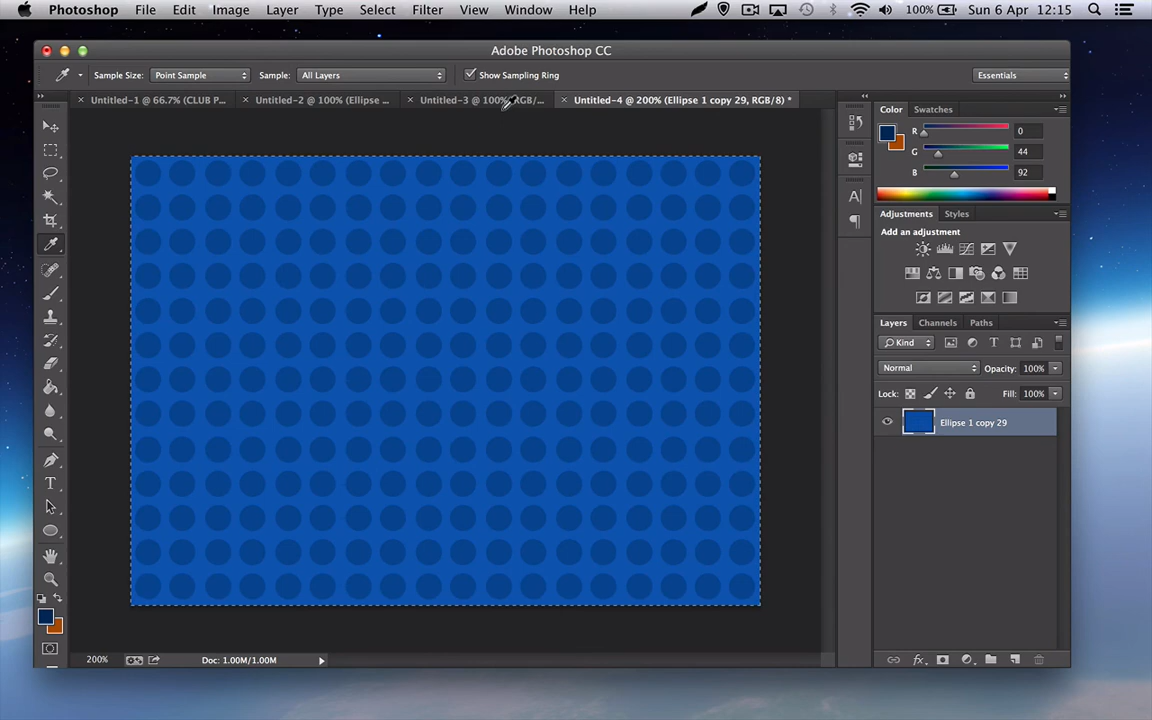 Photoshop File Edit Image Layer Type Select Filter View Window Help 100% Sun 6 Apr 12:15
Adobe Photoshop CC
Sample Size: Point Sample Sample: All Layers Show Sampling Ring Essentials
Untitled-1 @ 66.7% (CLUB P... Untitled-2 @ 100% (Ellipse ... Untitled-3 @ 100% RGB/... Untitled-4 @ 200% (Ellipse 1 copy 29, RGB/8) *
Color Swatches
R 0
G 44
B 92
Adjustments Styles
Add an adjustment
Layers Channels Paths
Kind T
Normal Opacity: 100%
Lock: Fill: 100%
Ellipse 1 copy 29
A
T
200% Doc: 1.00M/1.00M
fx